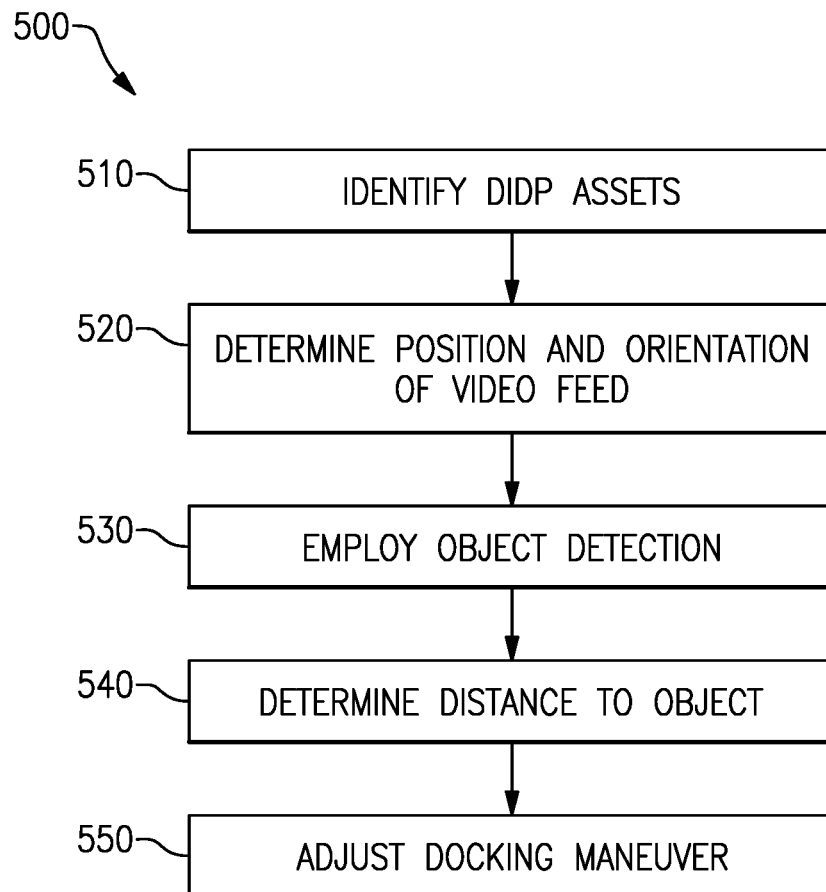 500
510
IDENTIFY DIDP ASSETS
520
DETERMINE POSITION AND ORIENTATION
OF VIDEO FEED
530
EMPLOY OBJECT DETECTION
540
DETERMINE DISTANCE TO OBJECT
550
ADJUST DOCKING MANEUVER